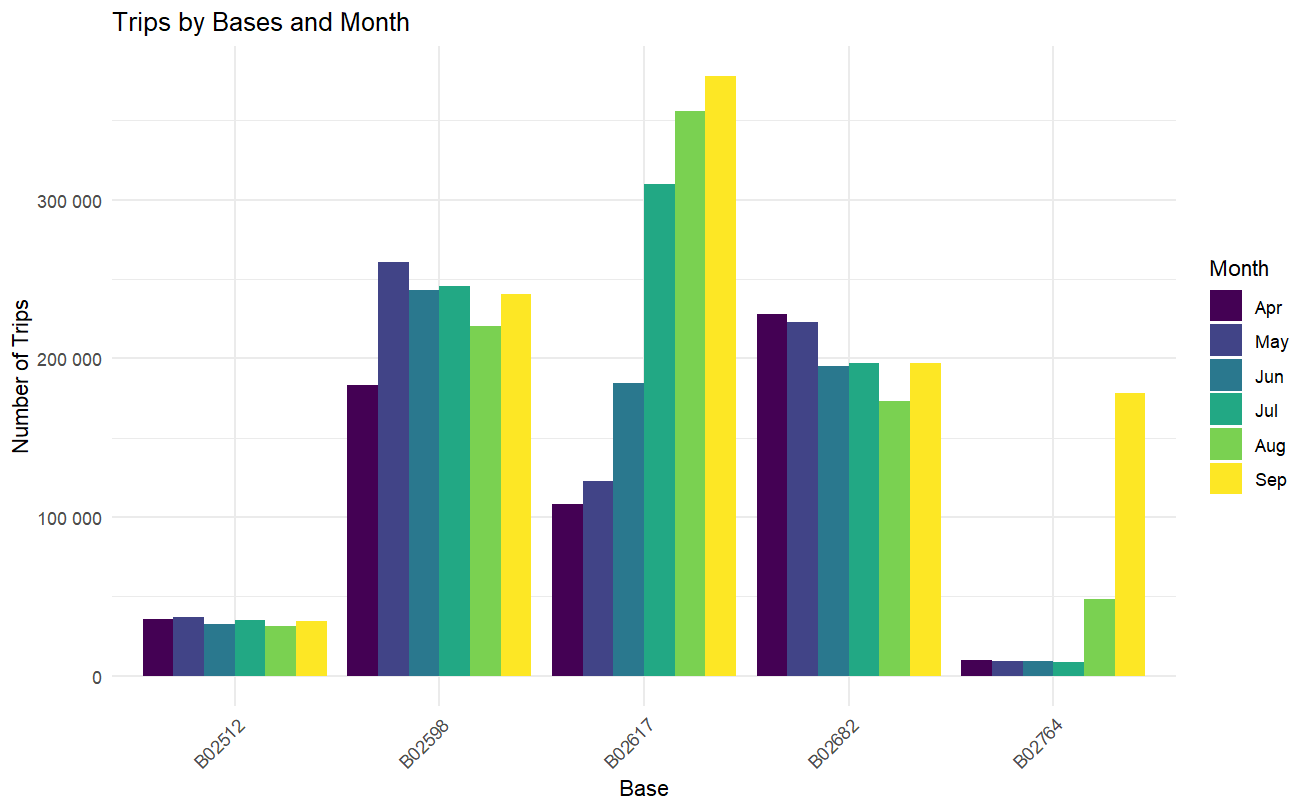 Trips by Bases and Month
Number of Trips
300 000
200 000
100 000
0
B02512
B02598
B02617
B02682
B02764
Base
Month
Apr
May
Jun
Jul
Aug
Sep